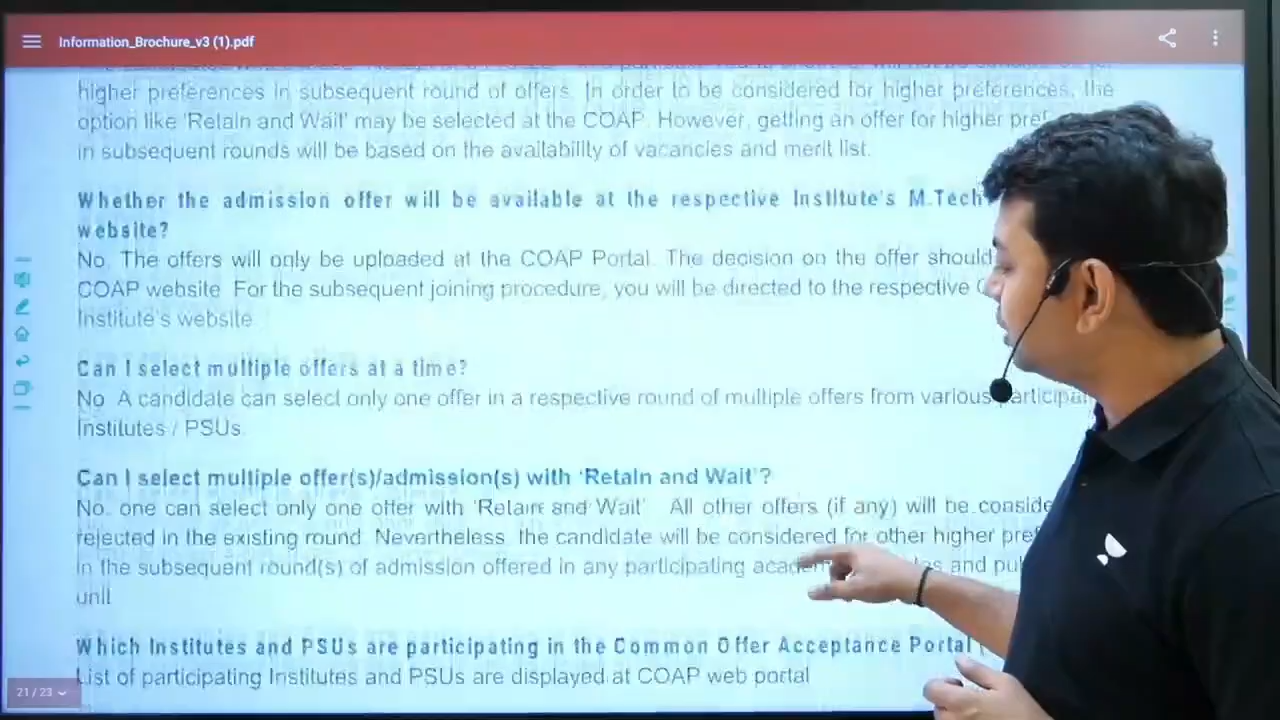 Information_Brochure_v3 (1).pdf
higher preferences in subsequent round of offers. In order to be considered for higher preferences, the
option like 'Retain and Wait' may be selected at the COAP. However, getting an offer for higher pref
in subsequent rounds will be based on the availability of vacancies and merit list.
Whether the admission offer will be available at the respective Institute's M.Tech
website?
No. The offers will only be uploaded at the COAP Portal. The decision on the offer should
COAP website. For the subsequent joining procedure, you will be directed to the respective
Institute's website.
Can I select multiple offers at a time?
No. A candidate can select only one offer in a respective round of multiple offers from various participa
Institutes / PSUs.
Can I select multiple offer(s)/admission(s) with 'Retain and Wait'?
No, one can select only one offer with 'Retain and Wait'. All other offers (if any) will be conside
rejected in the existing round. Nevertheless, the candidate will be considered for other higher pref
in the subsequent round(s) of admission offered in any participating and
unit.
Which Institutes and PSUs are participating in the Common Offer Acceptance Portal
List of participating Institutes and PSUs are displayed at COAP web portal
21 / 23